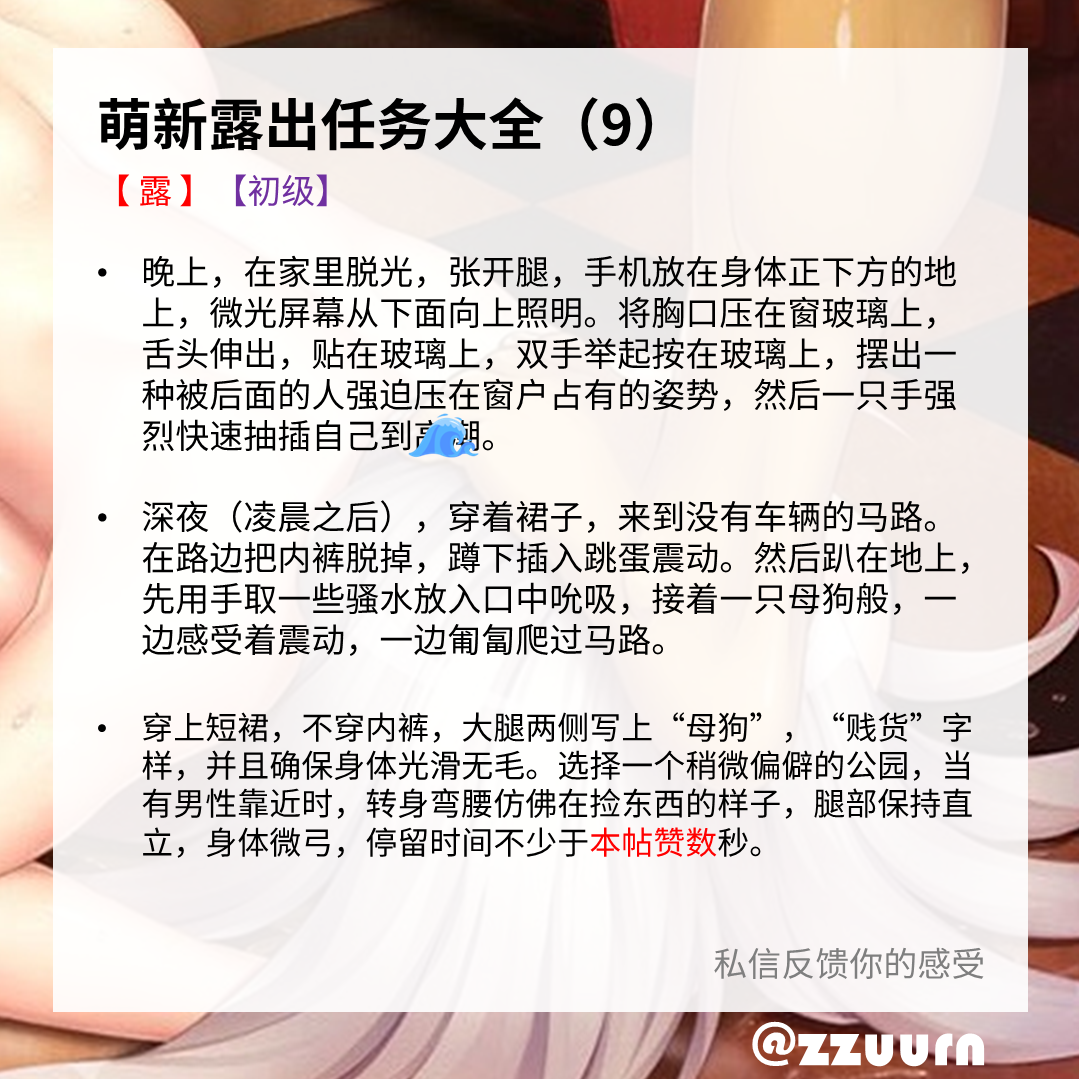 萌新露出任务大全（9）
【 露 】 【初级】
• 晚上，在家里脱光，张开腿，手机放在身体正下方的地
上，微光屏幕从下面向上照明。将胸口压在窗玻璃上，
舌头伸出，贴在玻璃上，双手举起按在玻璃上，摆出一
种被后面的人强迫压在窗户占有的姿势，然后一只手强
烈快速抽插自己到高🌊潮。
• 深夜（凌晨之后），穿着裙子，来到没有车辆的马路。
在路边把内裤脱掉，蹲下插入跳蛋震动。然后趴在地上，
先用手取一些骚水放入口中吮吸，接着一只母狗般，一
边感受着震动，一边匍匐爬过马路。
• 穿上短裙，不穿内裤，大腿两侧写上“母狗”，“贱货”字
样，并且确保身体光滑无毛。选择一个稍微偏僻的公园，当
有男性靠近时，转身弯腰仿佛在捡东西的样子，腿部保持直
立，身体微弓，停留时间不少于本帖赞数秒。
私信反馈你的感受
@zzuurn